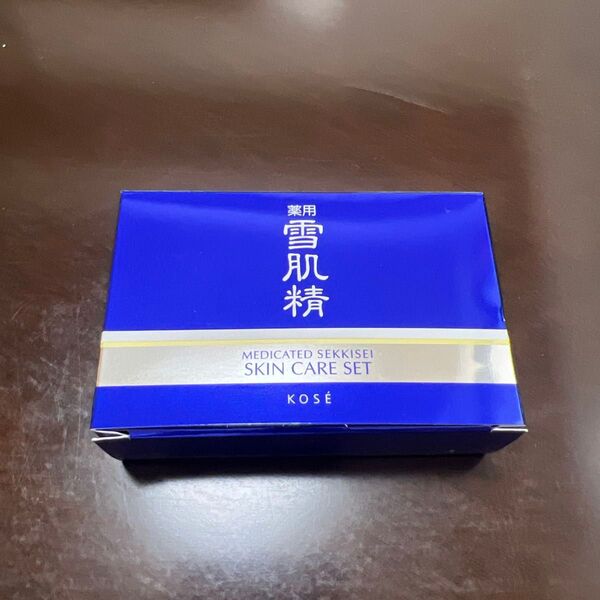 薬用
雪肌精
MEDICATED SEKKISEI
SKIN CARE SET
KOSÉ